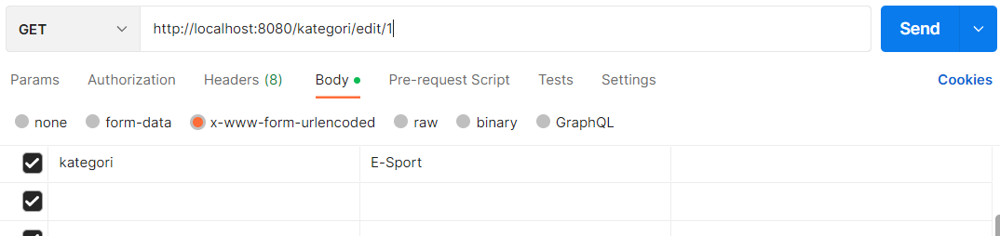 GET http://localhost:8080/kategori/edit/1 Send
Params Authorization Headers (8) Body Pre-request Script Tests Settings Cookies
none form-data x-www-form-urlencoded raw binary GraphQL
kategori E-Sport